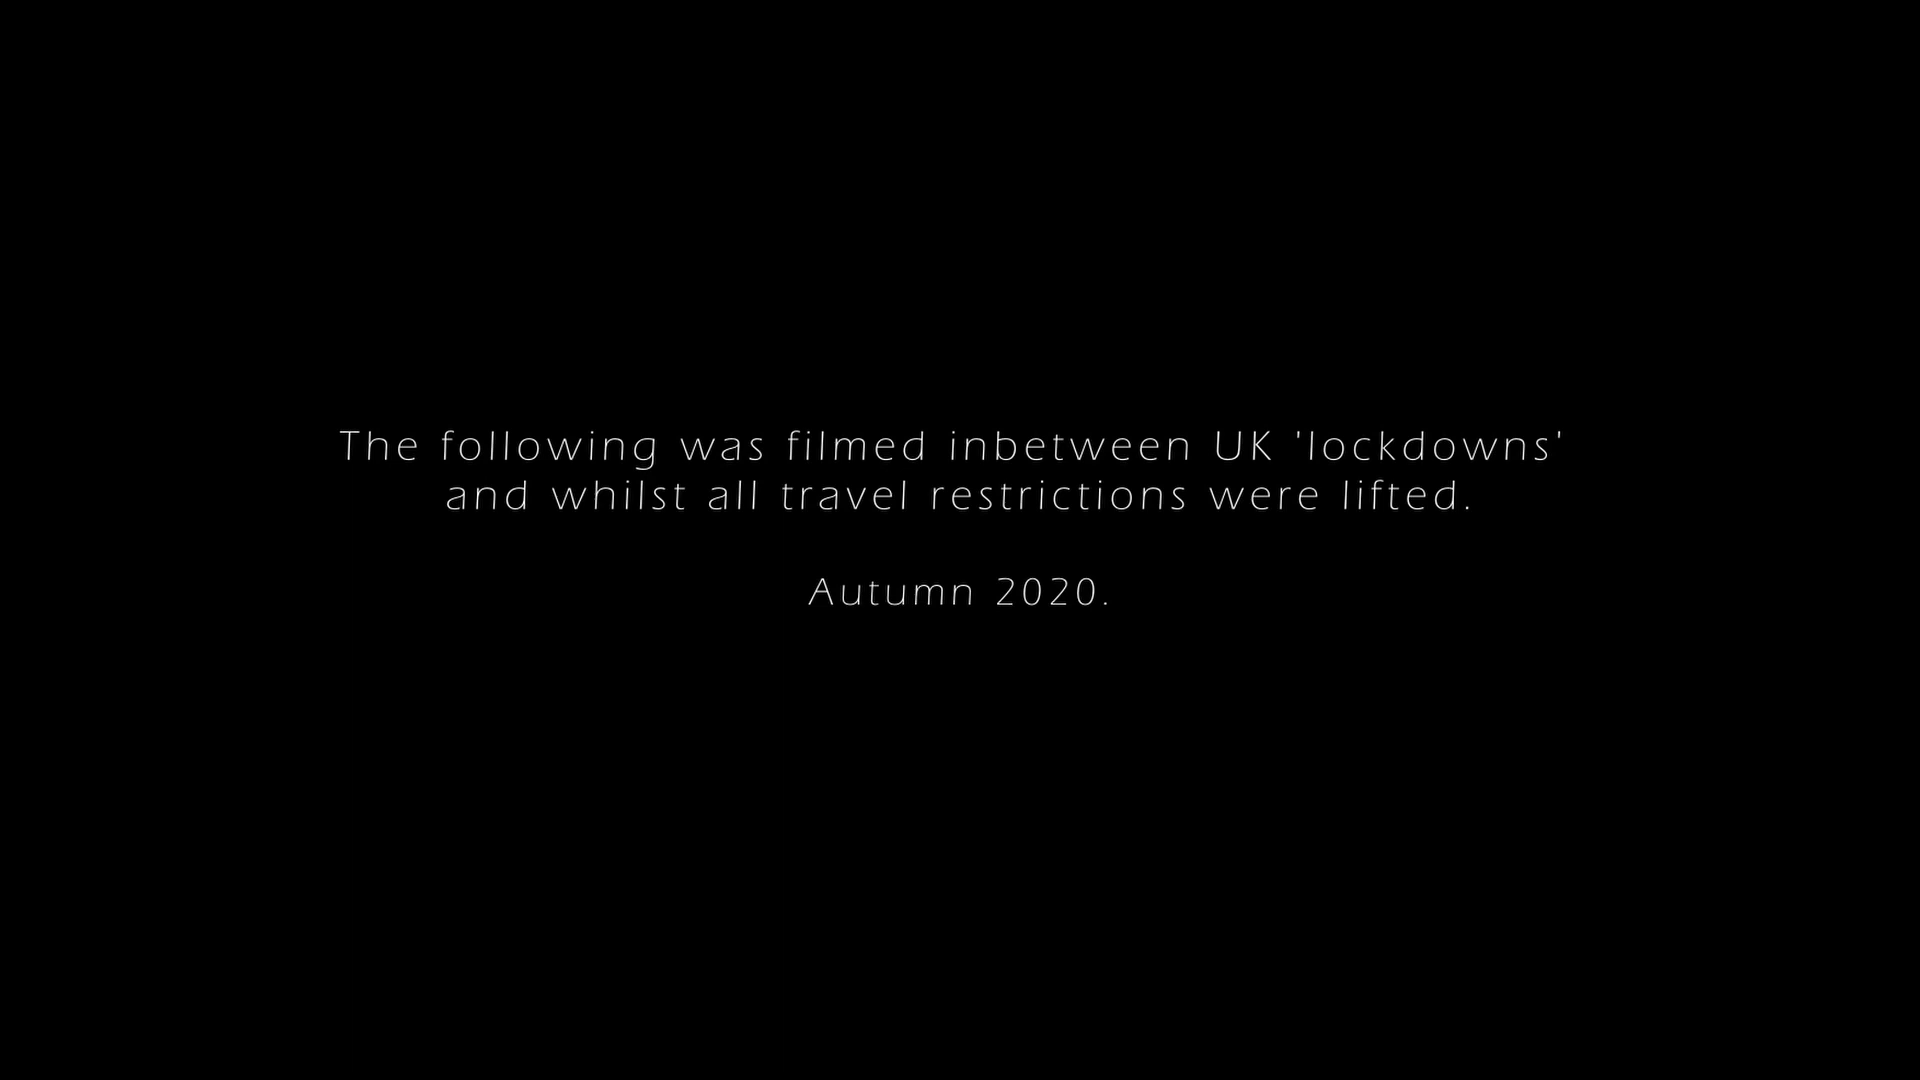 The following was filmed inbetween UK 'lockdowns'
and whilst all travel restrictions were lifted.
Autumn 2020.